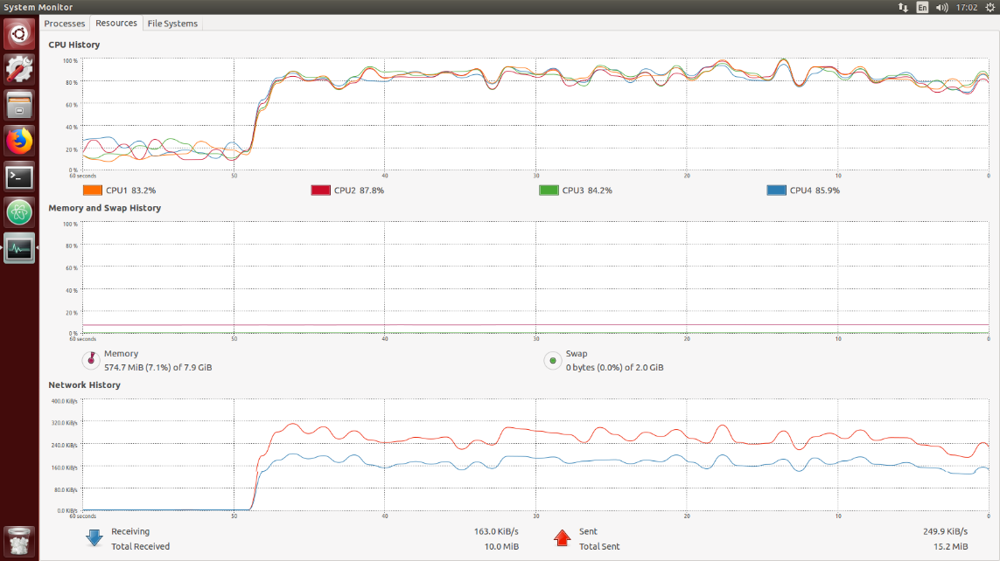 System Monitor En 17:02
Processes Resources File Systems
CPU History
100 %
80 %
60 %
40 %
20 %
0 %
60 seconds 50 40 30 20 10 0
CPU1 83.2% CPU2 87.8% CPU3 84.2% CPU4 85.9%
Memory and Swap History
100 %
80 %
60 %
40 %
20 %
0 %
60 seconds 50 40 30 20 10 0
Memory Swap
574.7 MiB (7.1%) of 7.9 GiB 0 bytes (0.0%) of 2.0 GiB
Network History
400.0 KiB/s
320.0 KiB/s
240.0 KiB/s
160.0 KiB/s
80.0 KiB/s
0.0 KiB/s
60 seconds 50 40 30 20 10 0
Receiving 163.0 KiB/s Sent 249.9 KiB/s
Total Received 10.0 MiB Total Sent 15.2 MiB